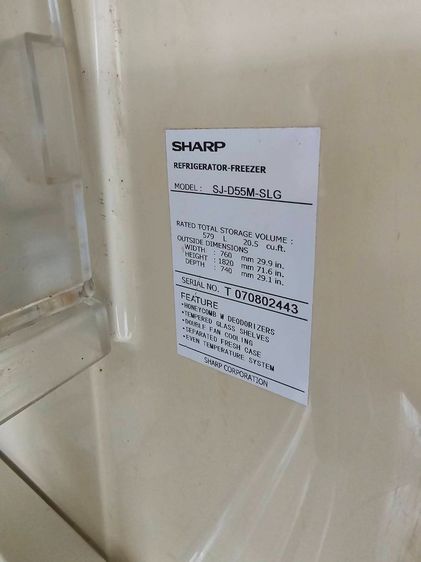 SHARP
REFRIGERATOR-FREEZER
MODEL : SJ-D55M-SLG
RATED TOTAL STORAGE VOLUME :
579 L 20.5 cu.ft.
OUTSIDE DIMENSIONS
WIDTH : 760 mm 29.9 in.
HEIGHT : 1820 mm 71.6 in.
DEPTH : 740 mm 29.1 in.
SERIAL NO. T 070802443
FEATURE
•HONEYCOMB W DEODORIZERS
•TEMPERED GLASS SHELVES
•DOUBLE FAN COOLING
•SEPARATED FRESH CASE
•EVEN TEMPERATURE SYSTEM
SHARP CORPORATION